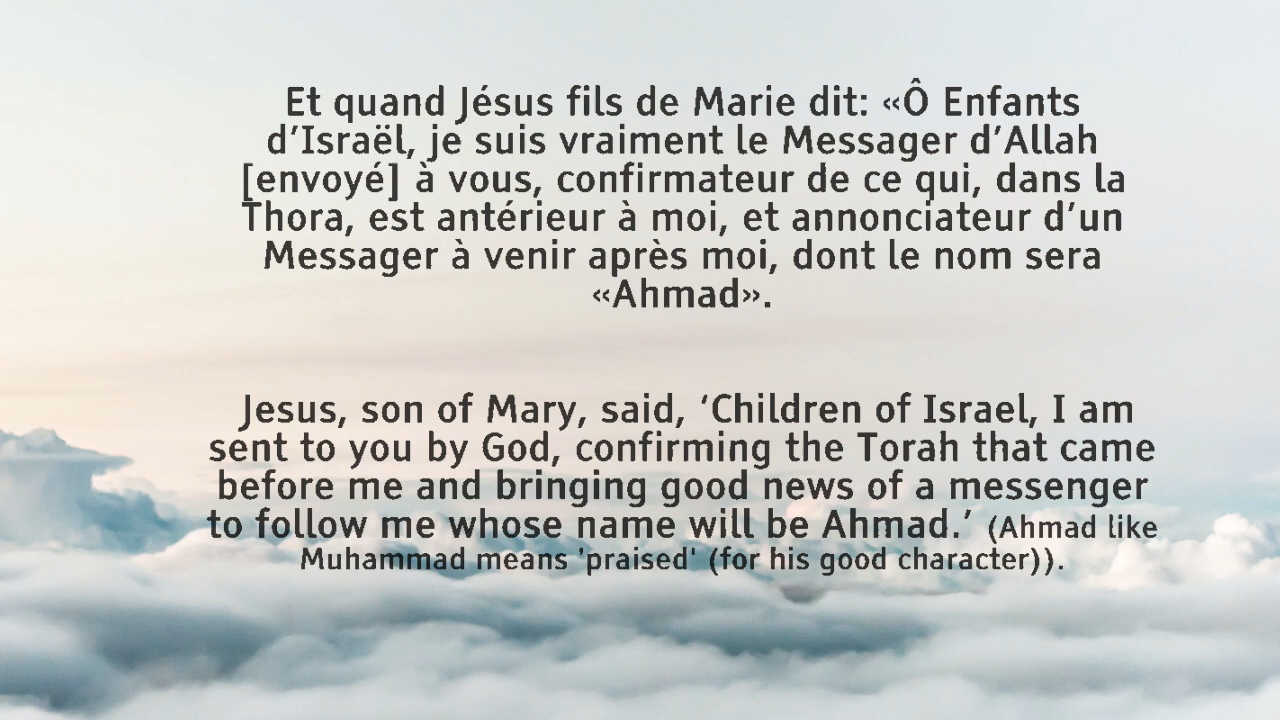 Et quand Jésus fils de Marie dit: «Ô Enfants
d’Israël, je suis vraiment le Messager d’Allah
[envoyé] à vous, confirmateur de ce qui, dans la
Thora, est antérieur à moi, et annonciateur d’un
Messager à venir après moi, dont le nom sera
«Ahmad».
Jesus, son of Mary, said, ‘Children of Israel, I am
sent to you by God, confirming the Torah that came
before me and bringing good news of a messenger
to follow me whose name will be Ahmad.’ (Ahmad like
Muhammad means 'praised' (for his good character)).